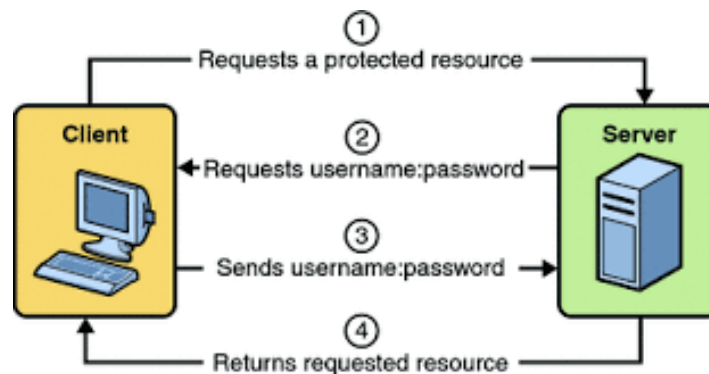 1
Requests a protected resource
Client
Server
2
Requests username:password
3
Sends username:password
4
Returns requested resource